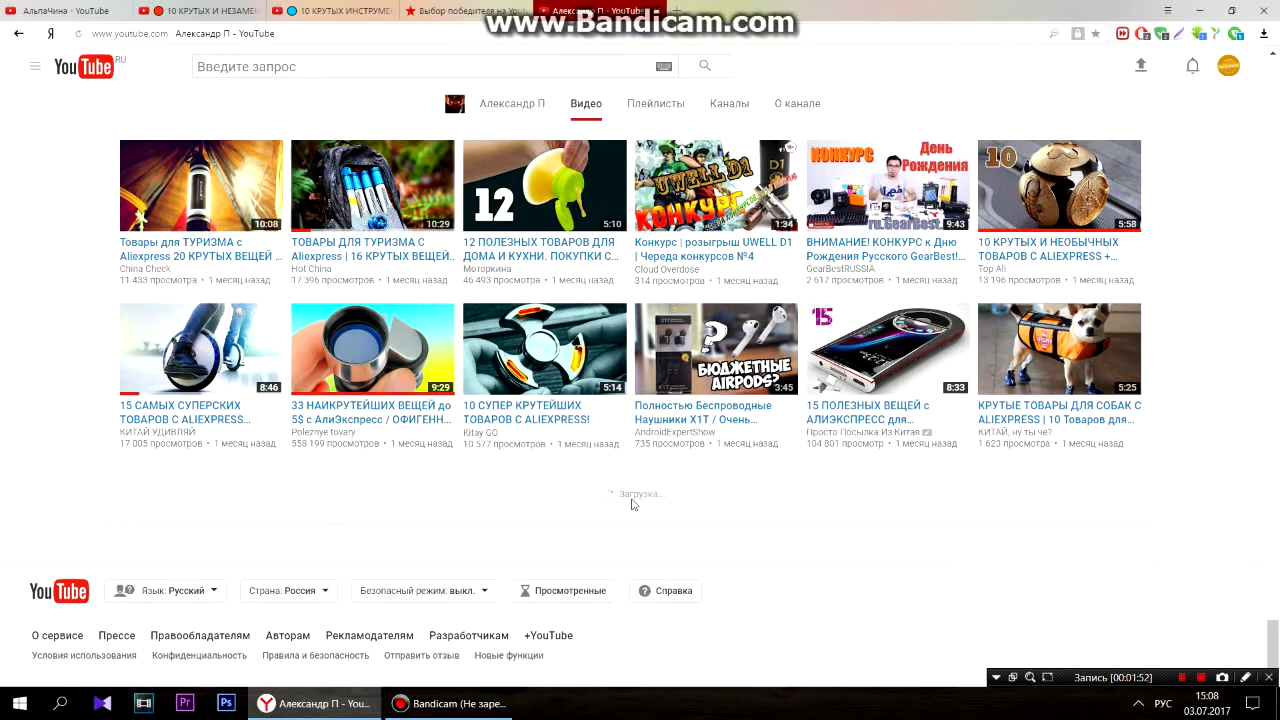 www.Bandicam.com
АльпаЧина - YouTube
10 КРУТЫХ И НЕЗАМЕН
10 КРУТЫХ ИНСТРУМЕН
Выбор победителя на You
Александр П - YouTu
www.youtube.com Александр П - YouTube
YouTube RU
Введите запрос
Александр П
Видео
Плейлисты
Каналы
О канале
10:08
10:29
12
5:10
UWELL D1
КОНКУРС
1:34
КОНКУРС
День
Рождения
ru.GearBest
9:43
10
5:58
Товары для ТУРИЗМА с
Aliexpress 20 КРУТЫХ ВЕЩЕЙ ...
China Check
11 433 просмотра • 1 месяц назад
ТОВАРЫ ДЛЯ ТУРИЗМА С
Aliexpress | 16 КРУТЫХ ВЕЩЕЙ..
Hot China
17 396 просмотров • 1 месяц назад
12 ПОЛЕЗНЫХ ТОВАРОВ ДЛЯ
ДОМА И КУХНИ. ПОКУПКИ С...
Моторкина
46 493 просмотра • 1 месяц назад
Конкурс | розыгрыш UWELL D1
| Череда конкурсов №4
Cloud Overdose
314 просмотров • 1 месяц назад
ВНИМАНИЕ! КОНКУРС к Дню
Рождения Русского GearBest!...
GearBestRUSSIA
2 617 просмотров • 1 месяц назад
10 КРУТЫХ И НЕОБЫЧНЫХ
ТОВАРОВ С ALIEXPRESS +...
Top Ali
13 196 просмотров • 1 месяц назад
8:46
9:29
5:14
БЮДЖЕТНЫЕ
AIRPODS?
3:45
15
8:33
5:25
15 САМЫХ СУПЕРСКИХ
ТОВАРОВ С ALIEXPRESS...
КИТАЙ УДИВЛЯЙ
17 005 просмотров • 1 месяц назад
33 НАИКРУТЕЙШИХ ВЕЩЕЙ до
5$ с АлиЭкспресс / ОФИГЕНН...
Poleznye tovary
558 199 просмотров • 1 месяц назад
10 СУПЕР КРУТЕЙШИХ
ТОВАРОВ С ALIEXPRESS!
Kitay GO
10 577 просмотров • 1 месяц назад
Полностью Беспроводные
Наушники X1T / Очень...
AndroidExpertShow
735 просмотров • 1 месяц назад
15 ПОЛЕЗНЫХ ВЕЩЕЙ с
АЛИЭКСПРЕСС для...
Просто Посылка Из Китая
104 801 просмотр • 1 месяц назад
КРУТЫЕ ТОВАРЫ ДЛЯ СОБАК С
ALIEXPRESS | 10 Товаров для...
КИТАЙ, ну ты че?
1 623 просмотра • 1 месяц назад
Загрузка...
YouTube
Язык: Русский
Страна: Россия
Безопасный режим: выкл.
Просмотренные
Справка
О сервисе Прессе Правообладателям Авторам Рекламодателям Разработчикам +YouTube
Условия использования Конфиденциальность Правила и безопасность Отправить отзыв Новые функции
Запись [00:01:52]
Александр П - You...
Bandicam (Не заре...
РУС
15:08
03.07.2017